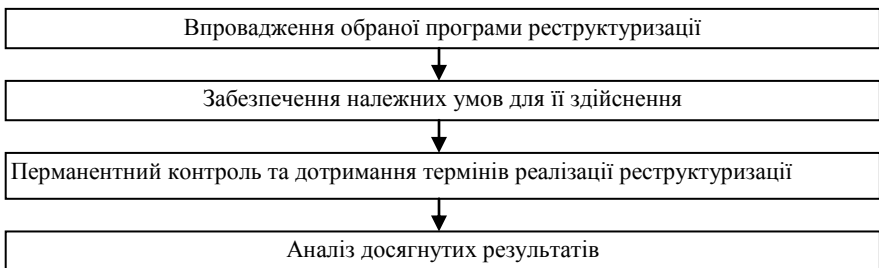 Впровадження обраної програми реструктуризації
Забезпечення належних умов для її здійснення
Перманентний контроль та дотримання термінів реалізації реструктуризації
Аналіз досягнутих результатів